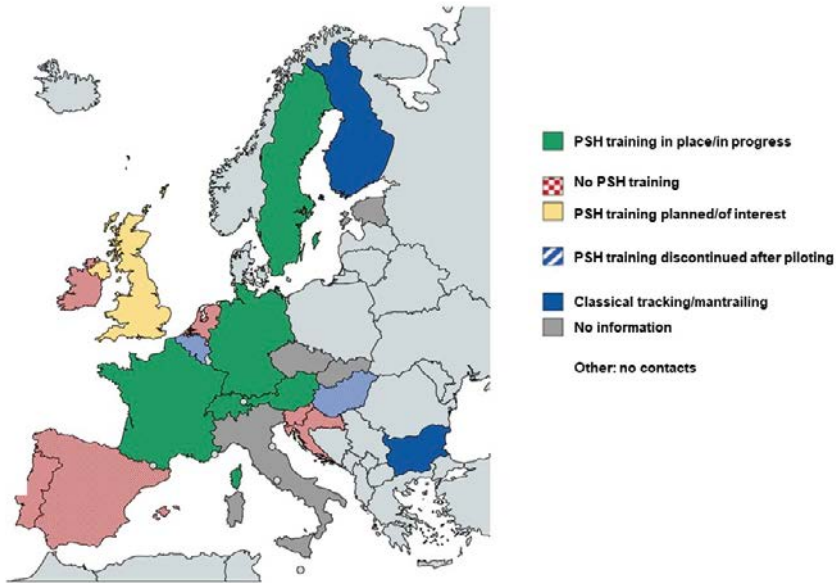 PSH training in place/in progress
No PSH training
PSH training planned/of interest
PSH training discontinued after piloting
Classical tracking/mantrailing
No information
Other: no contacts